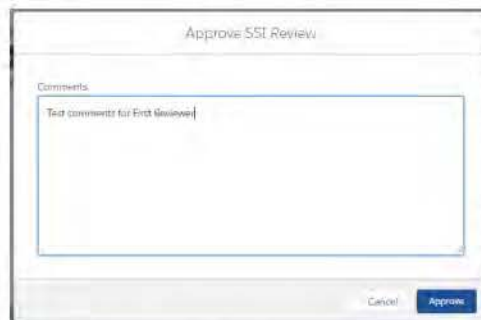 Approve SSI Review
Comments
Test comments for First Reviewer
Cancel
Approve